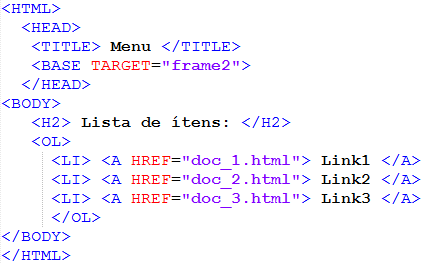 <HTML>
<HEAD>
<TITLE> Menu </TITLE>
<BASE TARGET="frame2">
</HEAD>
<BODY>
<H2> Lista de ítens: </H2>
<OL>
<LI> <A HREF="doc_1.html"> Link1 </A>
<LI> <A HREF="doc_2.html"> Link2 </A>
<LI> <A HREF="doc_3.html"> Link3 </A>
</OL>
</BODY>
</HTML>